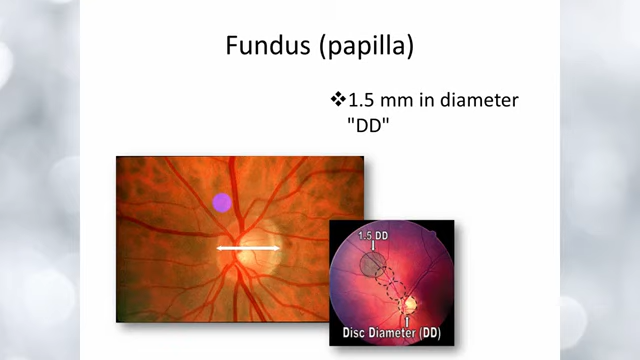 Fundus (papilla)
❖1.5 mm in diameter
"DD"
1.5 DD
Disc Diameter (DD)